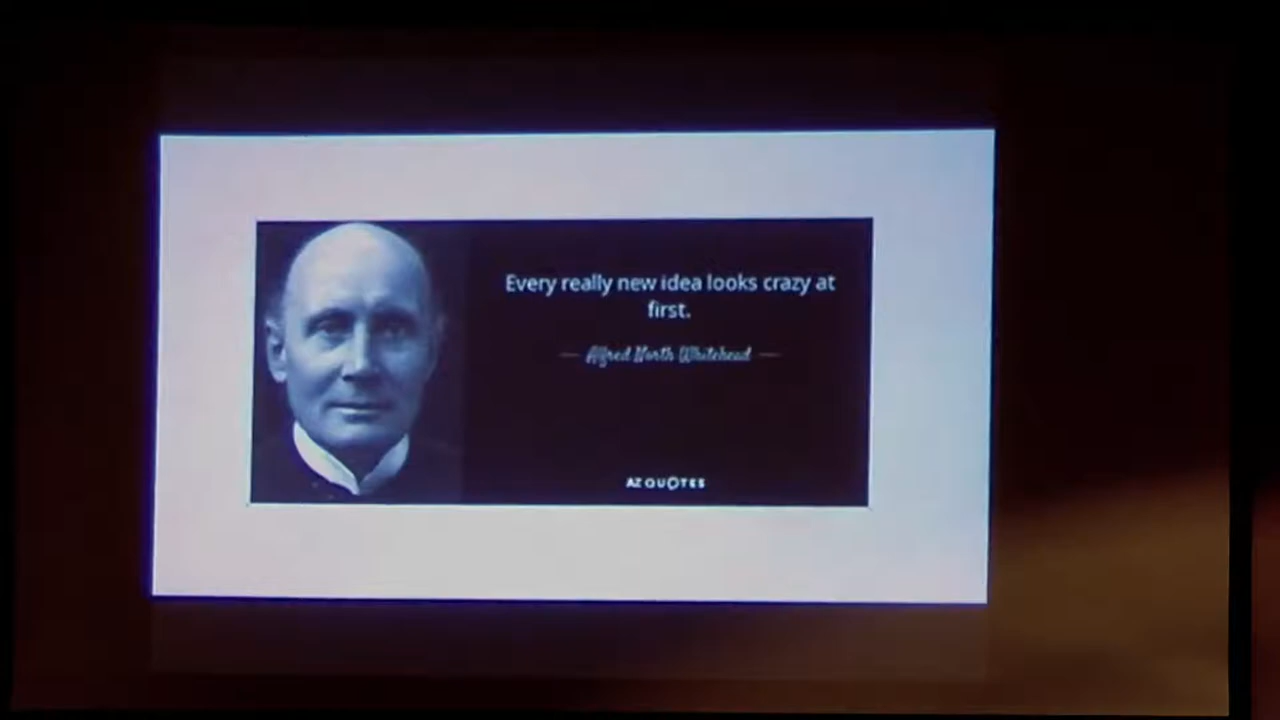 Every really new idea looks crazy at
first.
— Alfred North Whitehead —
AZ QUOTES